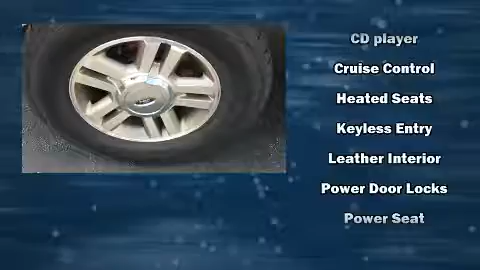 CD player
Cruise Control
Heated Seats
Keyless Entry
Leather Interior
Power Door Locks
Power Seat